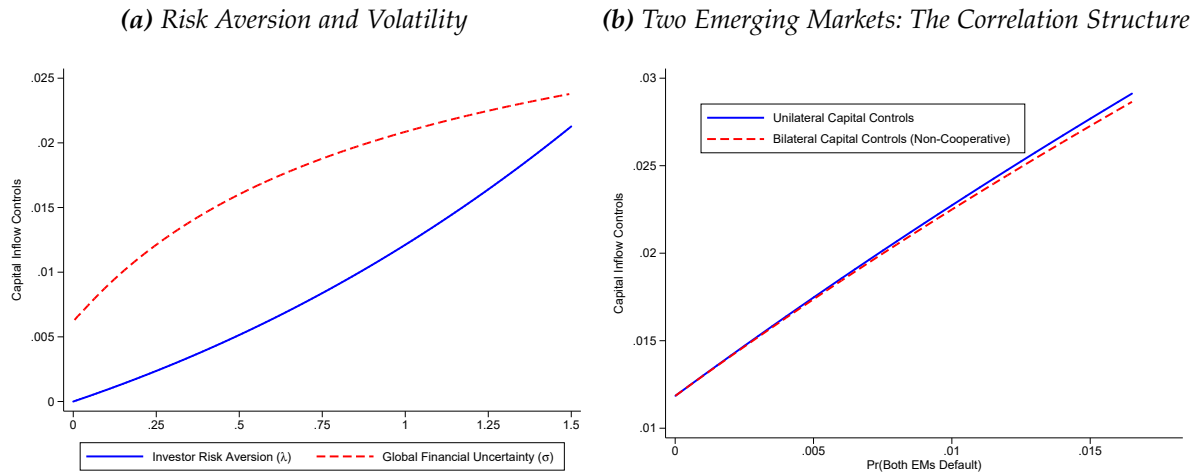 (a) Risk Aversion and Volatility
.025
.02
.015
.01
.005
0
Capital Inflow Controls
0 .25 .5 .75 1 1.25 1.5
Investor Risk Aversion (λ) Global Financial Uncertainty (σ)
(b) Two Emerging Markets: The Correlation Structure
.03
.025
.02
.015
.01
Capital Inflow Controls
Unilateral Capital Controls
Bilateral Capital Controls (Non-Cooperative)
0 .005 .01 .015
Pr(Both EMs Default)